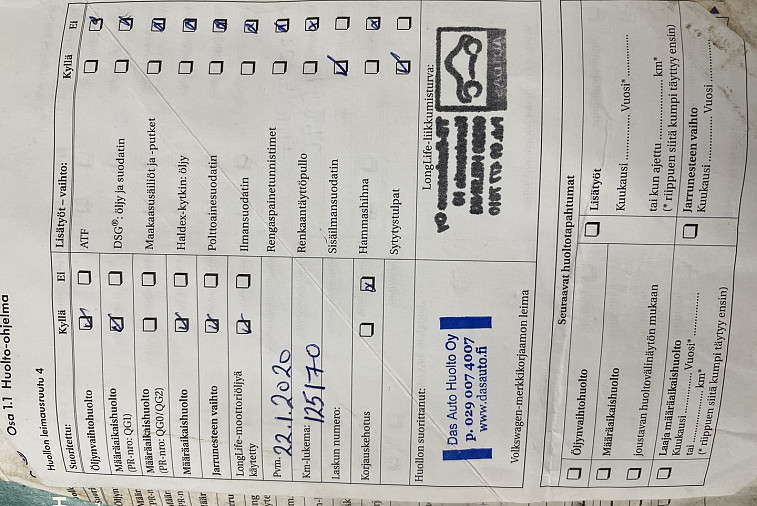 Osa 1.1 Huolto-ohjelma
Huollon leimausruutu 4
Suoritettu: Kyllä Ei
Öljynvaihtohuolto
Määräaikaishuolto
(PR-nro: QG1)
Määräaikaishuolto
(PR-nro: QG0/QG2)
Määräaikaishuolto
Jarrunesteen vaihto
LongLife-moottoriöljyä
käytetty
Pvm. 22.1.2020
Km-lukema: 125170
Laskun numero:
Korjauskehotus
Lisätyöt – vaihto: Kyllä Ei
ATF
DSG®: öljy ja suodatin
Maakaasusäiliöt ja -putket
Haldex-kytkin: öljy
Polttoainesuodatin
Ilmansuodatin
Rengaspainetunnistimet
Renkaantäyttöpullo
Sisäilmansuodatin
Hammashihna
Sytytystulpat
Huollon suorittanut:
Das Auto Huolto Oy
p. 029 007 4007
www.dasauto.fi
Volkswagen-merkkikorjaamon leima
LongLife-liikkumisturva:
Seuraavat huoltotapahtumat
Öljynvaihtohuolto
Määräaikaishuolto
joustavan huoltovälinäytön mukaan
Laaja määräaikaishuolto
Kuukausi .............. Vuosi* ..............
tai .............. km*
(* riippuen siitä kumpi täytyy ensin)
Lisätyöt
Kuukausi .............. Vuosi* ..............
tai kun ajettu .............. km*
(* riippuen siitä kumpi täyttyy ensin)
Jarrunesteen vaihto
Kuukausi .............. Vuosi ..............